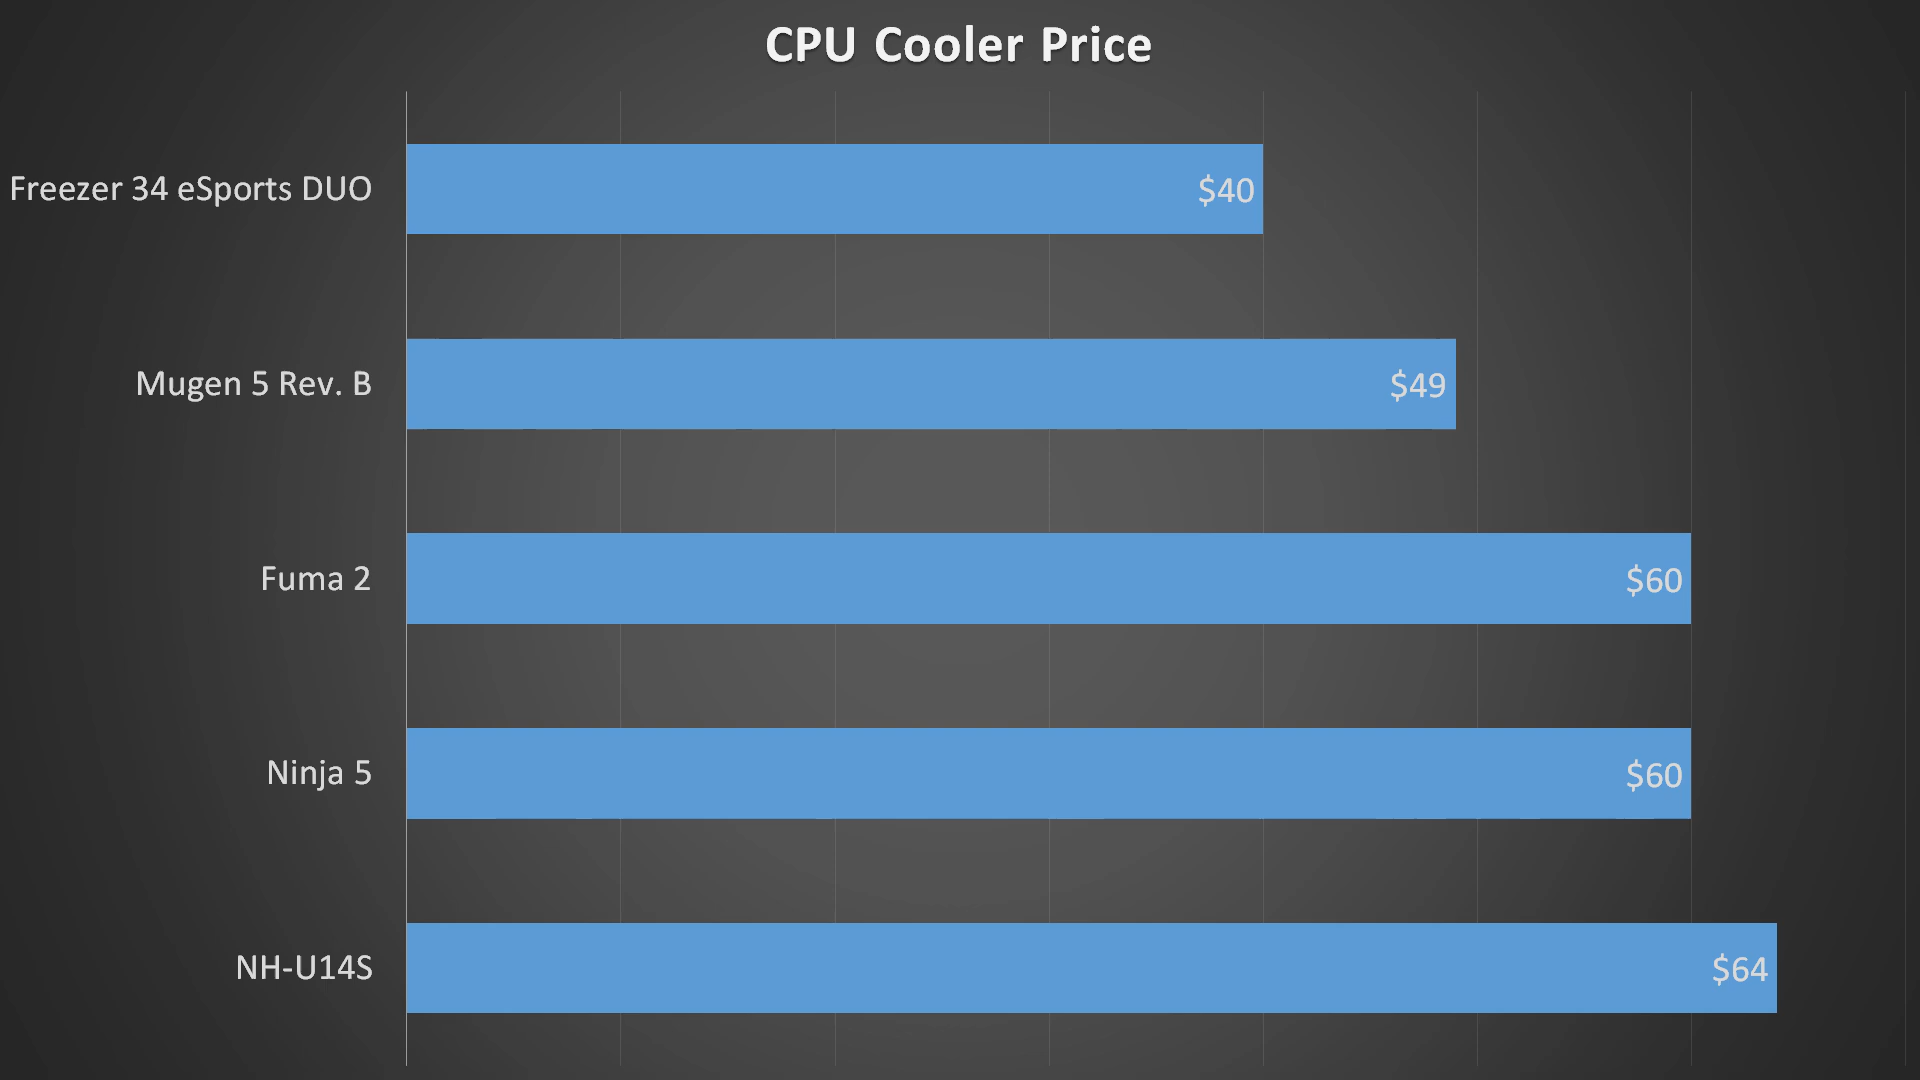 CPU Cooler Price
Freezer 34 eSports DUO $40
Mugen 5 Rev. B $49
Fuma 2 $60
Ninja 5 $60
NH-U14S $64